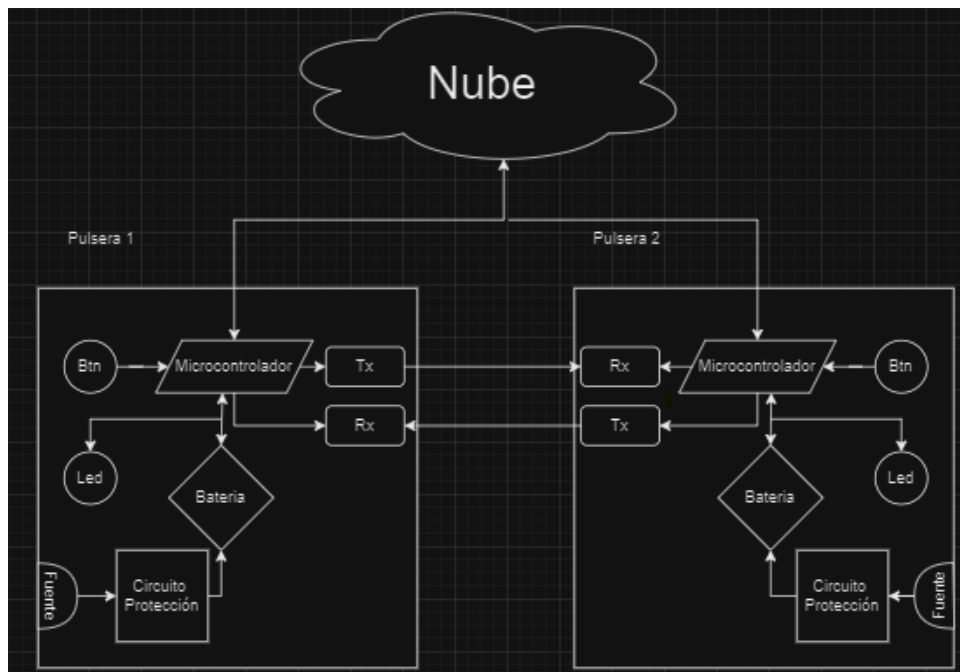 Nube
Pulsera 1
Pulsera 2
Btn
Microcontrolador
Tx
Rx
Microcontrolador
Btn
Rx
Tx
Led
Bateria
Bateria
Led
Fuente
Circuito
Protección
Circuito
Protección
Fuente